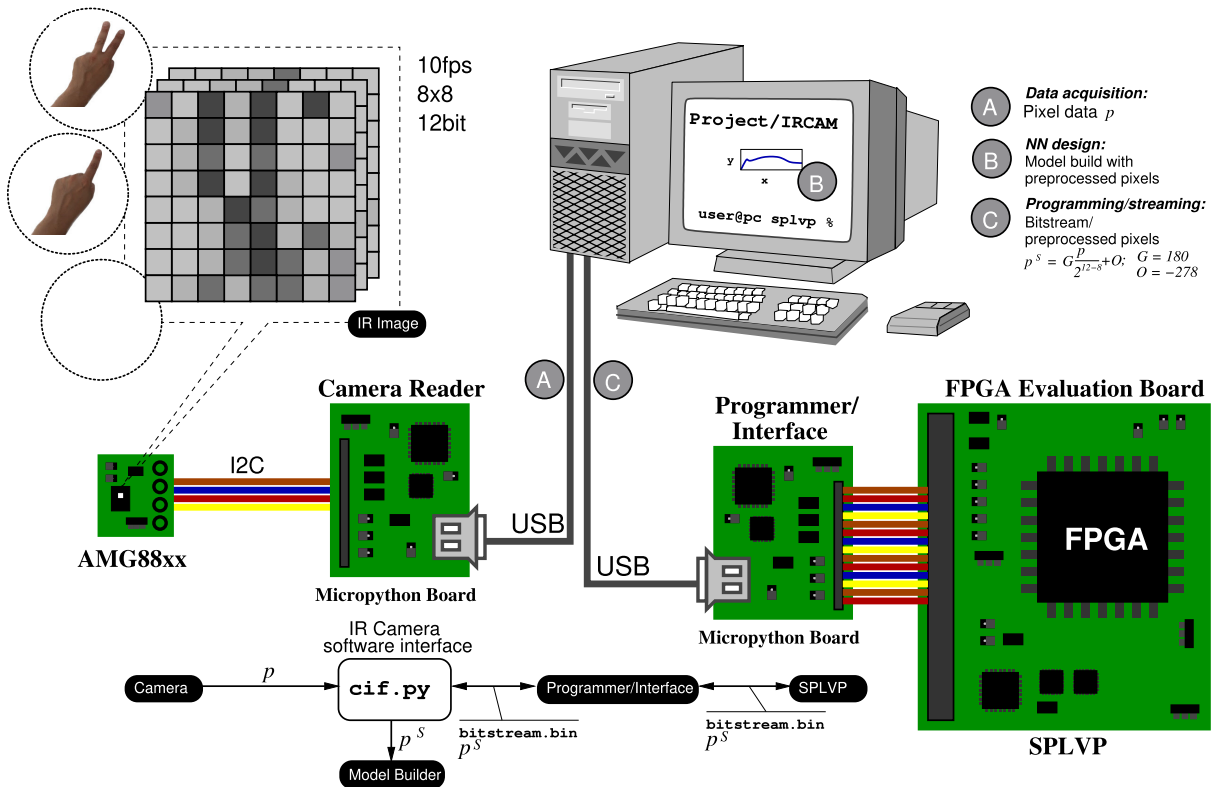 10fps
8x8
12bit
IR Image
Project/IRCAM
y
x
B
user@pc splvp %
A
Data acquisition:
Pixel data p
B
NN design:
Model build with
preprocessed pixels
C
Programming/streaming:
Bitstream/
preprocessed pixels
p^S = G p/2^{12−8} + O; G = 180
O = −278
A
C
Camera Reader
I2C
AMG88xx
USB
Micropython Board
Programmer/
Interface
USB
Micropython Board
FPGA Evaluation Board
FPGA
SPLVP
IR Camera
software interface
Camera
p
cif.py
Programmer/Interface
SPLVP
bitstream.bin
p^S
bitstream.bin
p^S
p^S
Model Builder